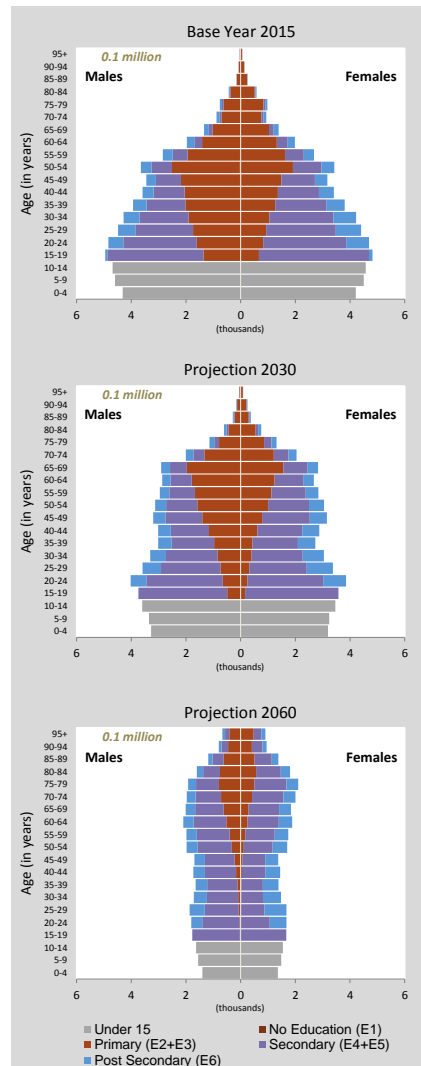 Base Year 2015
0.1 million
Males
Females
Age (in years)
95+
90-94
85-89
80-84
75-79
70-74
65-69
60-64
55-59
50-54
45-49
40-44
35-39
30-34
25-29
20-24
15-19
10-14
5-9
0-4
6 4 2 0 2 4 6
(thousands)
Projection 2030
0.1 million
Males
Females
Age (in years)
95+
90-94
85-89
80-84
75-79
70-74
65-69
60-64
55-59
50-54
45-49
40-44
35-39
30-34
25-29
20-24
15-19
10-14
5-9
0-4
6 4 2 0 2 4 6
(thousands)
Projection 2060
0.1 million
Males
Females
Age (in years)
95+
90-94
85-89
80-84
75-79
70-74
65-69
60-64
55-59
50-54
45-49
40-44
35-39
30-34
25-29
20-24
15-19
10-14
5-9
0-4
6 4 2 0 2 4 6
(thousands)
Under 15
No Education (E1)
Primary (E2+E3)
Secondary (E4+E5)
Post Secondary (E6)